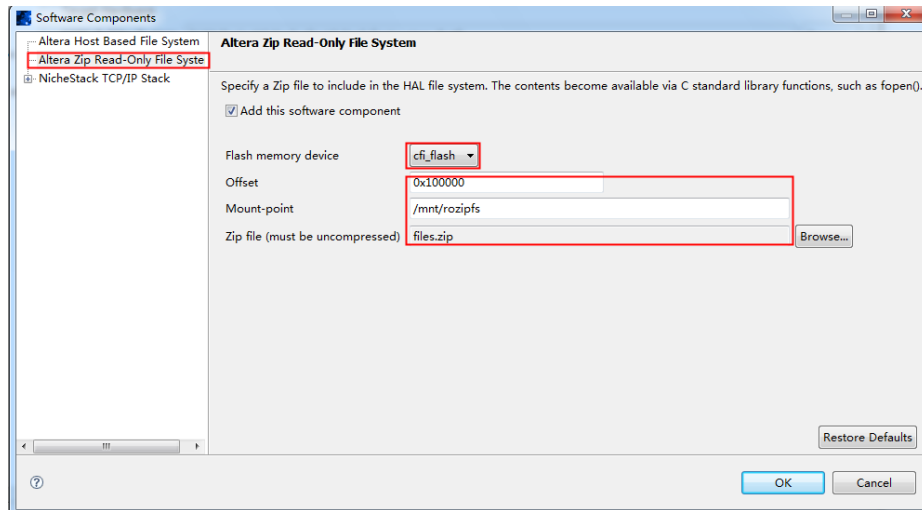 Software Components
Altera Host Based File System
Altera Zip Read-Only File Syste
NicheStack TCP/IP Stack
Altera Zip Read-Only File System
Specify a Zip file to include in the HAL file system. The contents become available via C standard library functions, such as fopen().
Add this software component
Flash memory device cfi_flash
Offset 0x100000
Mount-point /mnt/rozipfs
Zip file (must be uncompressed) files.zip Browse...
Restore Defaults
OK Cancel